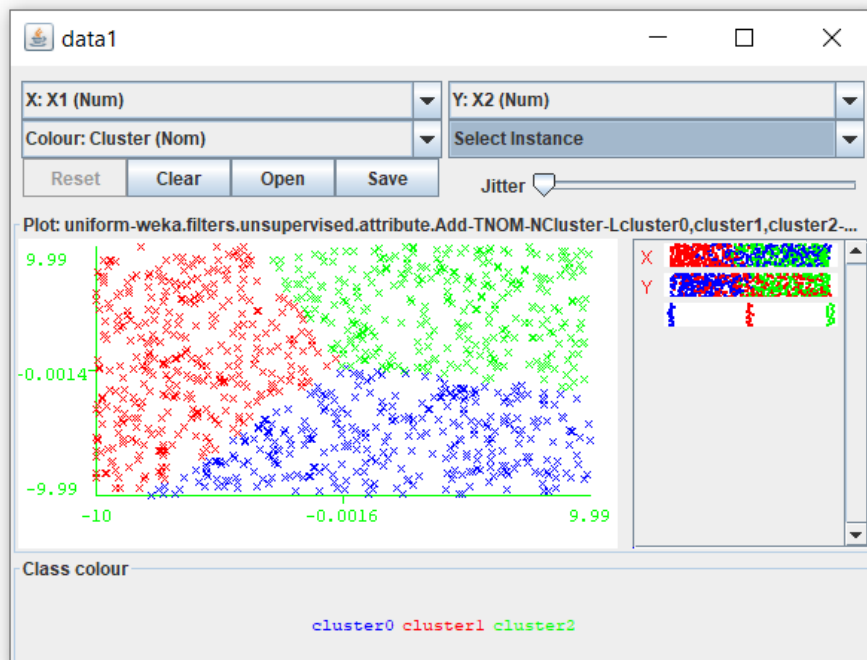 data1
X: X1 (Num)
Y: X2 (Num)
Colour: Cluster (Nom)
Select Instance
Reset
Clear
Open
Save
Jitter
Plot: uniform-weka.filters.unsupervised.attribute.Add-TNOM-NCluster-Lcluster0,cluster1,cluster2-...
9.99
-0.0014
-9.99
-10
-0.0016
9.99
X
Y
Class colour
cluster0 cluster1 cluster2